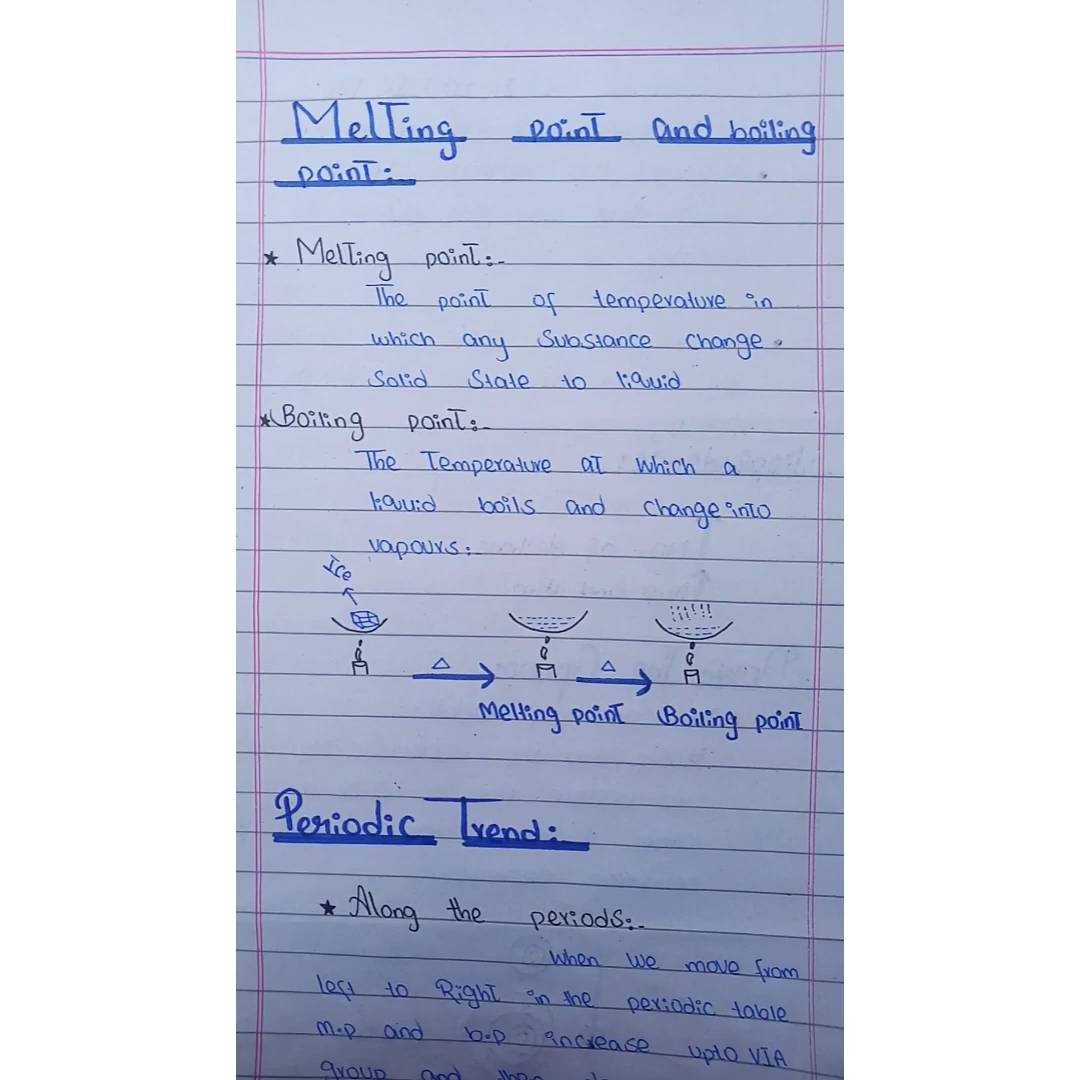 Melting point and boiling
point:-
* Melting point:-
The point of temperature in
which any Substance change
Solid State to liquid
* Boiling point:-
The Temperature at which a
liquid boils and change into
vapours:
Ice
△ △
Melting point Boiling point
Periodic Trend:-
* Along the periods:-
When we move from
left to Right in the periodic table
m.p and b.p increase upto VIA
group and then